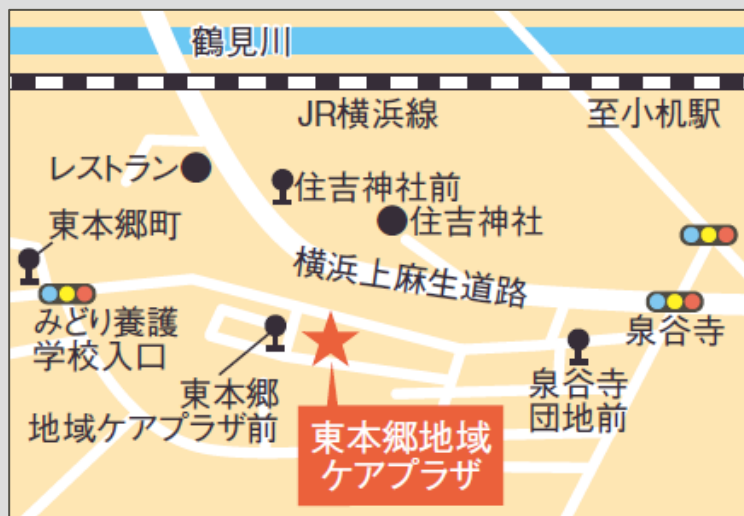 鶴見川
JR横浜線
至小机駅
レストラン
住吉神社前
東本郷町
住吉神社
横浜上麻生道路
みどり養護
学校入口
泉谷寺
東本郷
地域ケアプラザ前
泉谷寺
団地前
東本郷地域
ケアプラザ